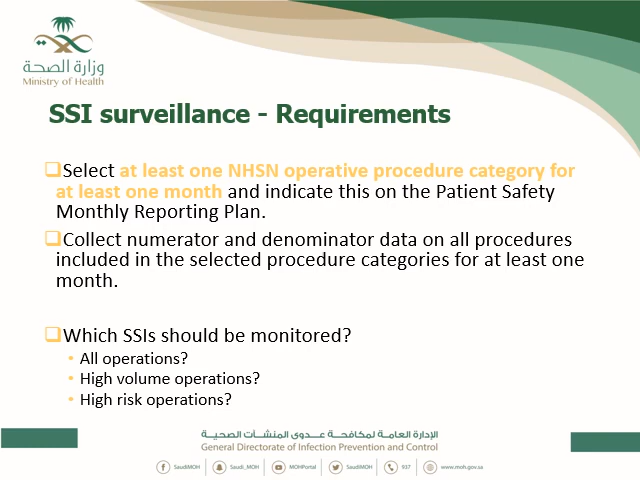 وزارة الصحة
Ministry of Health
SSI surveillance - Requirements
Select at least one NHSN operative procedure category for
at least one month and indicate this on the Patient Safety
Monthly Reporting Plan.
Collect numerator and denominator data on all procedures
included in the selected procedure categories for at least one
month.
Which SSIs should be monitored?
• All operations?
• High volume operations?
• High risk operations?
الإدارة العامة لمكافحة عدوى المنشآت الصحية
General Directorate of Infection Prevention and Control
SaudiMOH Saudi_MOH MOHPortal SaudiMOH 937 www.moh.gov.sa